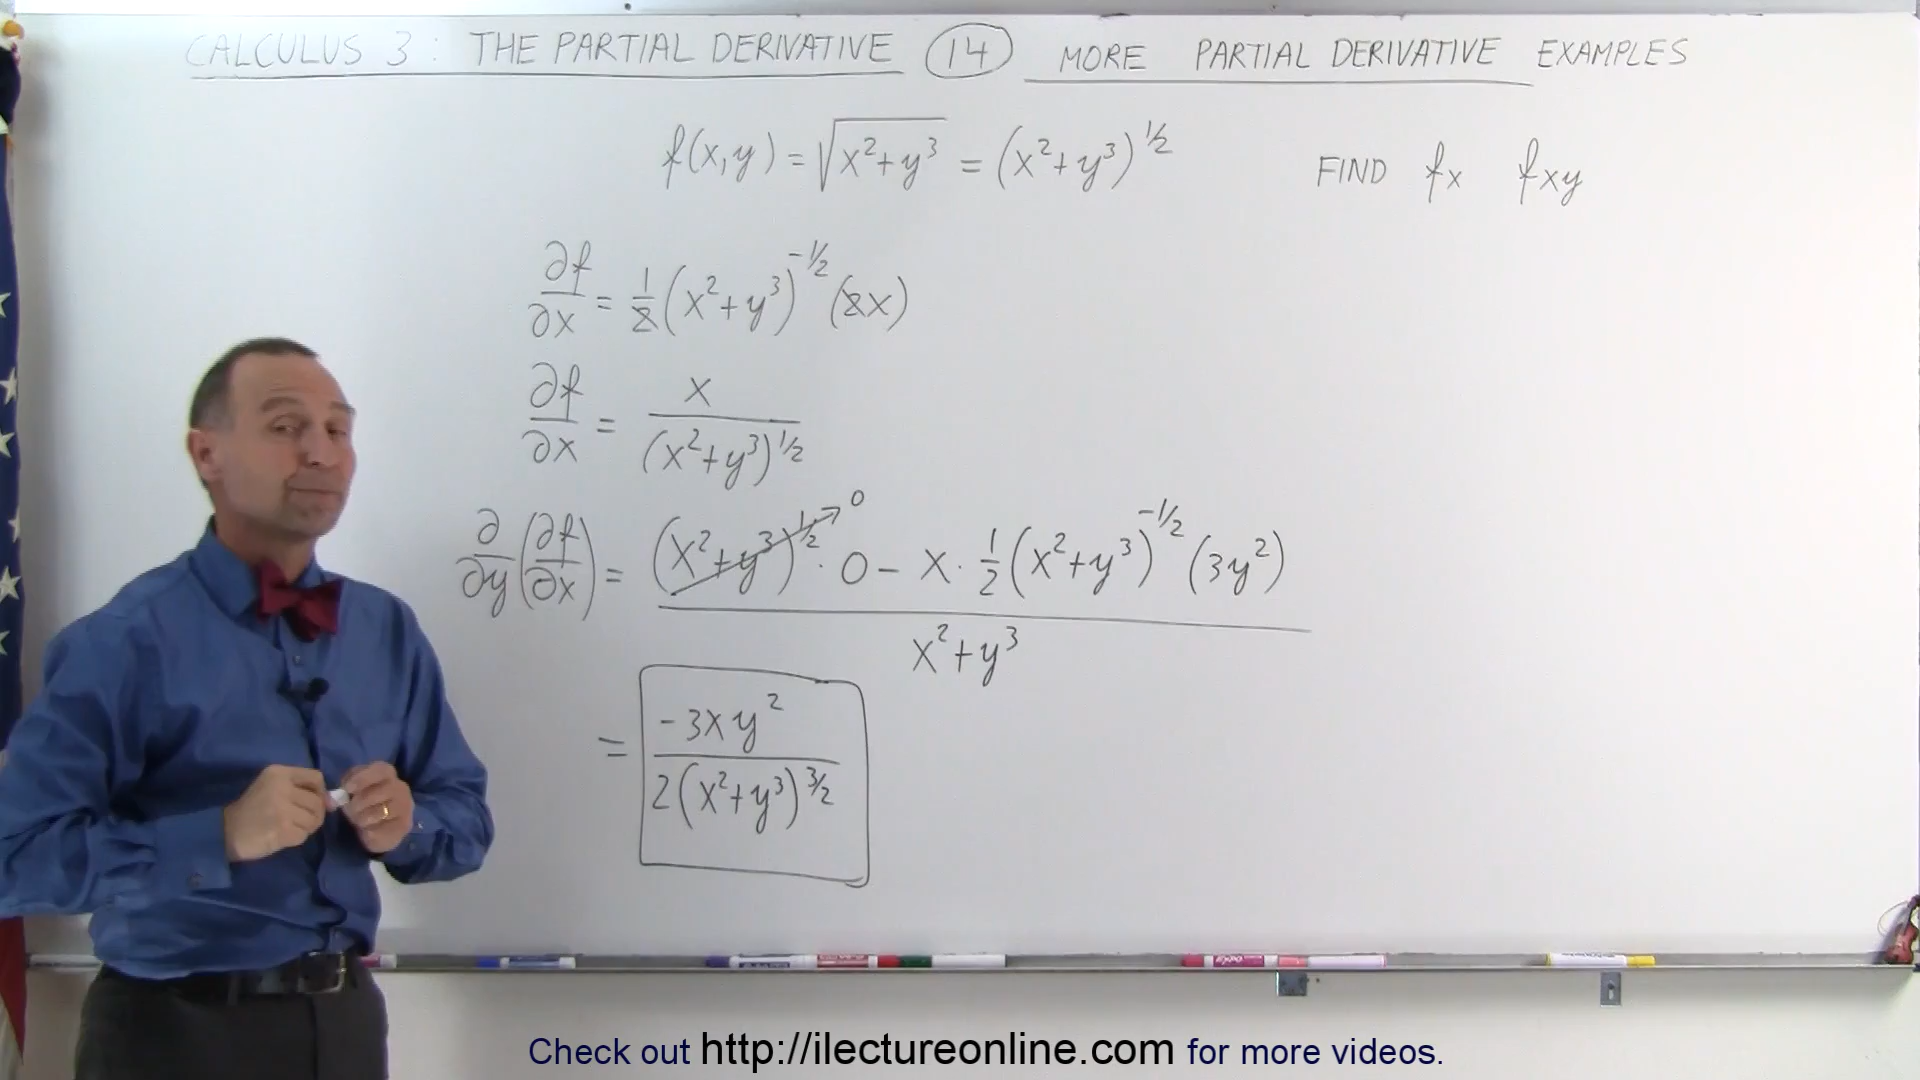 CALCULUS 3: THE PARTIAL DERIVATIVE (14) MORE PARTIAL DERIVATIVE EXAMPLES
f(x,y) = √(x²+y³) = (x²+y³)^½ FIND fx fxy
∂f/∂x = 1/2 (x²+y³)^-½ (2x)
∂f/∂x = x/(x²+y³)^½
∂/∂y (∂f/∂x) = ((x²+y³)^½ → 0 · 0 - x · 1/2 (x²+y³)^-½ (3y²))/(x²+y³)
= -3xy²/(2(x²+y³)^3/2)
Check out http://ilectureonline.com for more videos.